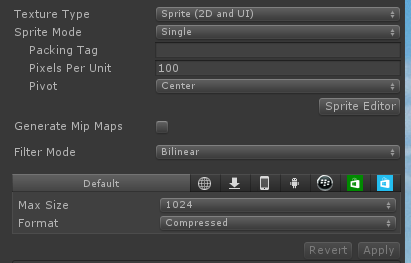 Texture Type Sprite (2D and UI)
Sprite Mode Single
Packing Tag
Pixels Per Unit 100
Pivot Center
Sprite Editor
Generate Mip Maps
Filter Mode Bilinear
Default
Max Size 1024
Format Compressed
Revert Apply